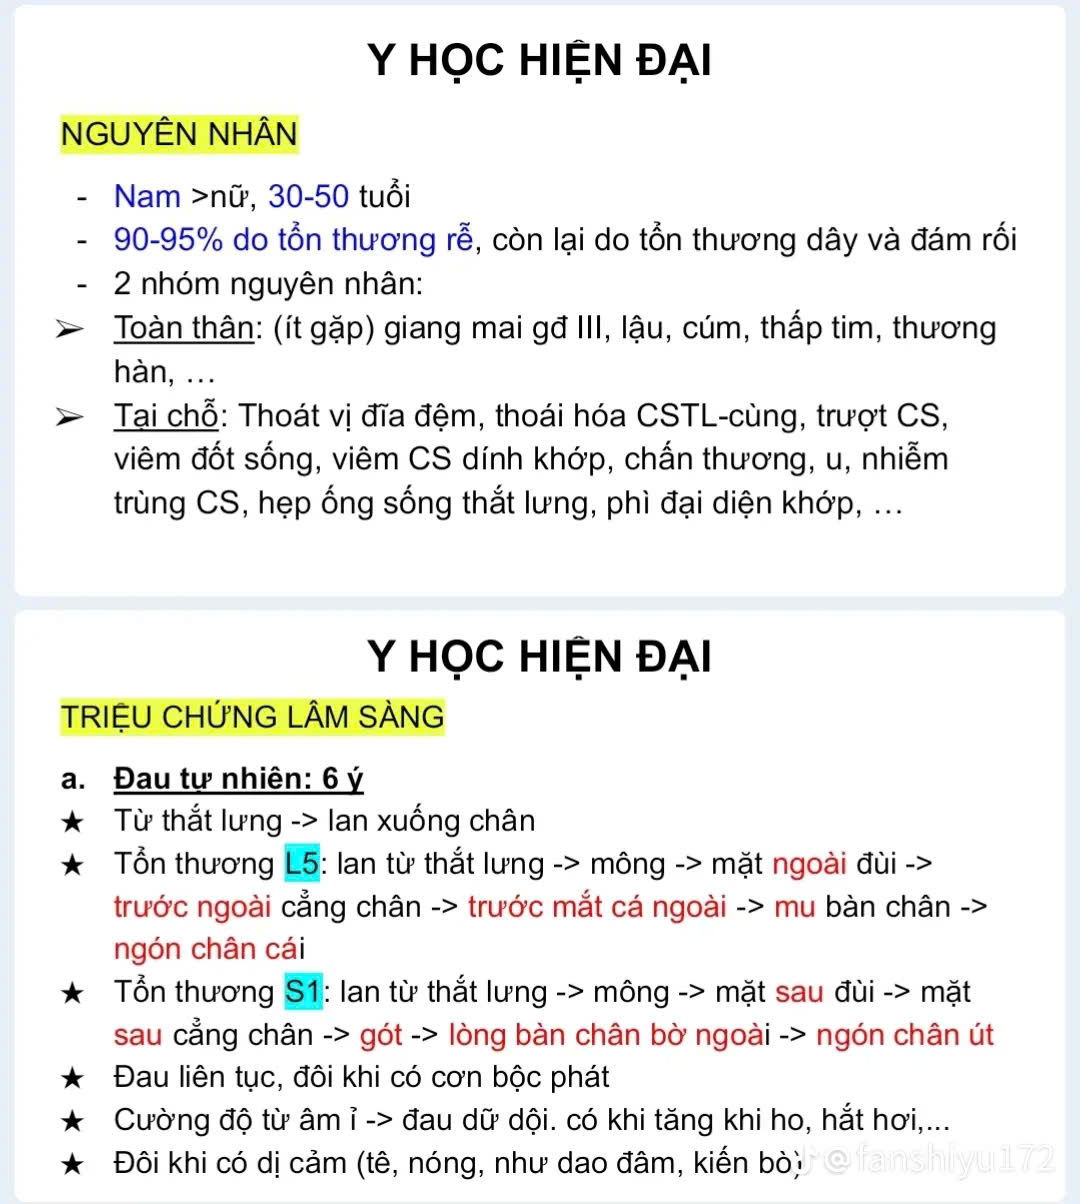 Y HỌC HIỆN ĐẠI
NGUYÊN NHÂN
- Nam >nữ, 30-50 tuổi
- 90-95% do tổn thương rễ, còn lại do tổn thương dây và đám rối
- 2 nhóm nguyên nhân:
➢ Toàn thân: (ít gặp) giang mai gđ III, lậu, cúm, thấp tim, thương
hàn, ...
➢ Tại chỗ: Thoát vị đĩa đệm, thoái hóa CSTL-cùng, trượt CS,
viêm đốt sống, viêm CS dính khớp, chấn thương, u, nhiễm
trùng CS, hẹp ống sống thắt lưng, phì đại diện khớp, ...
Y HỌC HIỆN ĐẠI
TRIỆU CHỨNG LÂM SÀNG
a. Đau tự nhiên: 6 ý
★ Từ thắt lưng -> lan xuống chân
★ Tổn thương L5: lan từ thắt lưng -> mông -> mặt ngoài đùi ->
trước ngoài cẳng chân -> trước mắt cá ngoài -> mu bàn chân ->
ngón chân cái
★ Tổn thương S1: lan từ thắt lưng -> mông -> mặt sau đùi -> mặt
sau cẳng chân -> gót -> lòng bàn chân bờ ngoài -> ngón chân út
★ Đau liên tục, đôi khi có cơn bộc phát
★ Cường độ từ âm ỉ -> đau dữ dội. có khi tăng khi ho, hắt hơi,...
★ Đôi khi có dị cảm (tê, nóng, như dao đâm, kiến bò)
@fanshiyu172